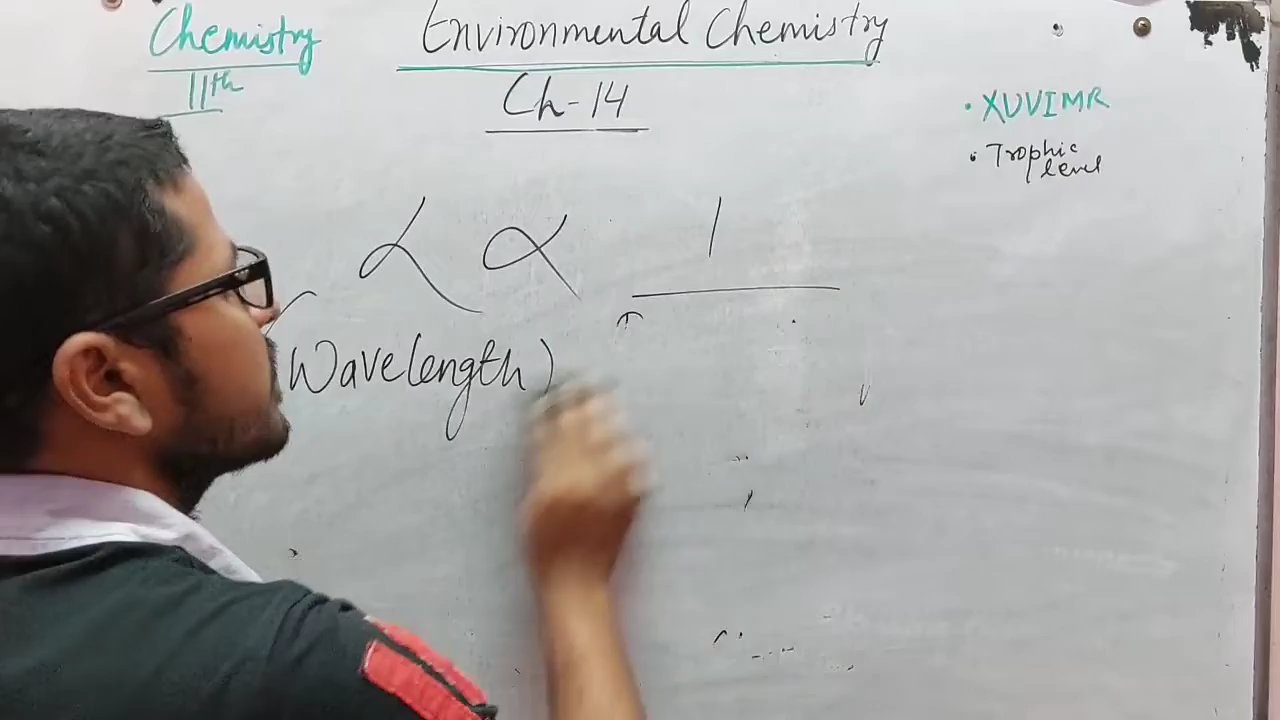 Chemistry
11th
Environmental Chemistry
Ch-14
• XUVIMR
• Trophic
level
λ ∝ 1
(Wavelength)